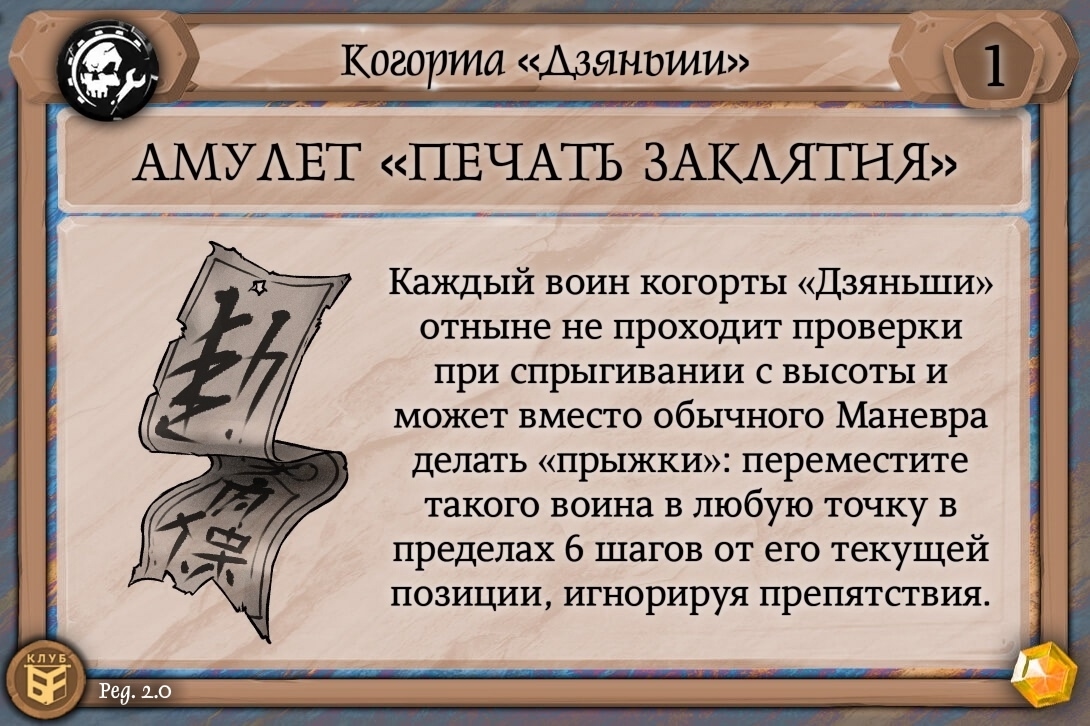 Когорта «Дзяньши»
1
АМУЛЕТ «ПЕЧАТЬ ЗАКЛЯТИЯ»
Каждый воин когорты «Дзяньши»
отныне не проходит проверки
при спрыгивании с высоты и
может вместо обычного Маневра
делать «прыжки»: переместите
такого воина в любую точку в
пределах 6 шагов от его текущей
позиции, игнорируя препятствия.
КЛУБ
Ред. 2.0